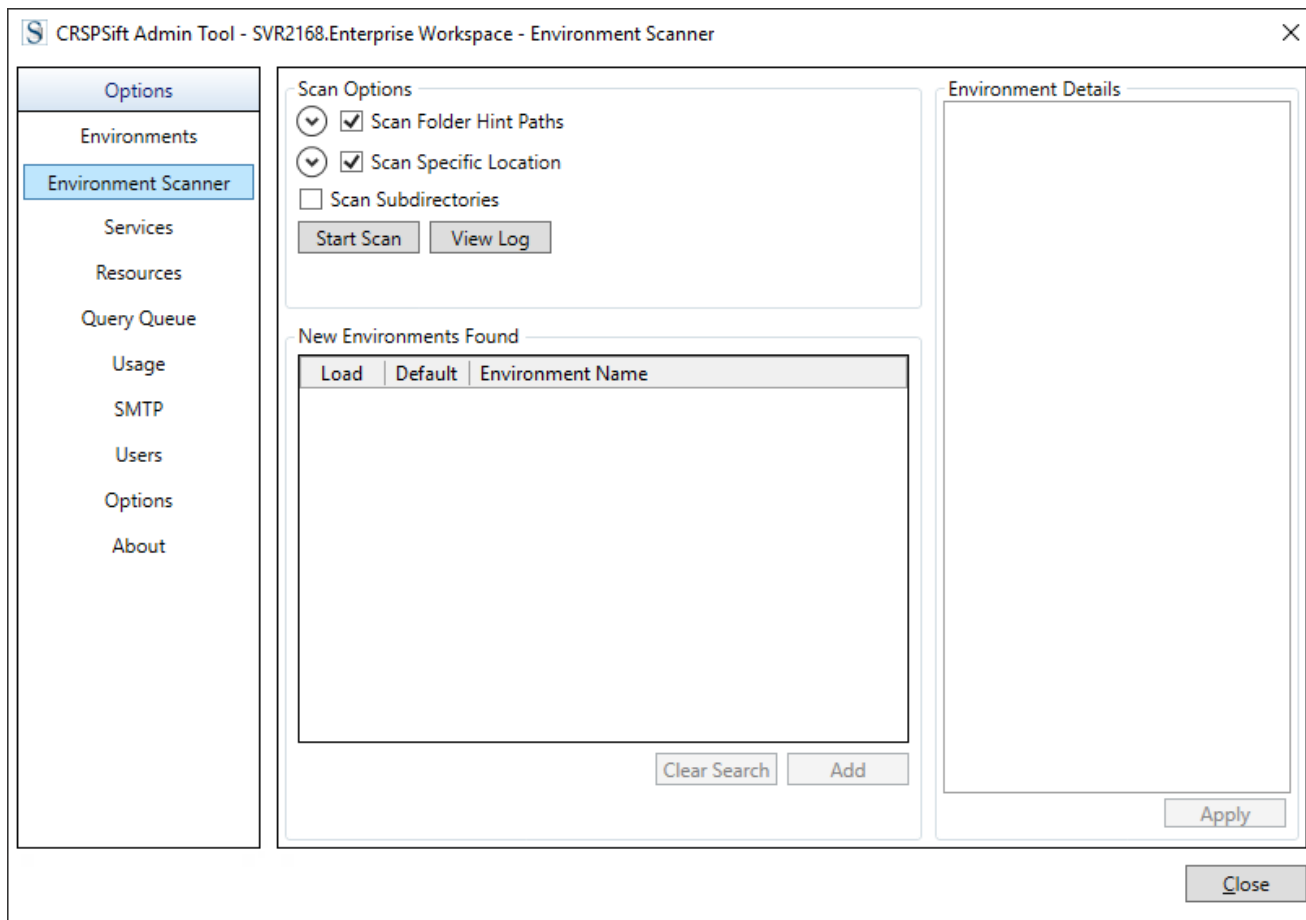 CRSPSift Admin Tool - SVR2168.Enterprise Workspace - Environment Scanner
Options
Environments
Environment Scanner
Services
Resources
Query Queue
Usage
SMTP
Users
Options
About
Scan Options
Scan Folder Hint Paths
Scan Specific Location
Scan Subdirectories
Start Scan View Log
New Environments Found
Load Default Environment Name
Clear Search Add
Environment Details
Apply
Close